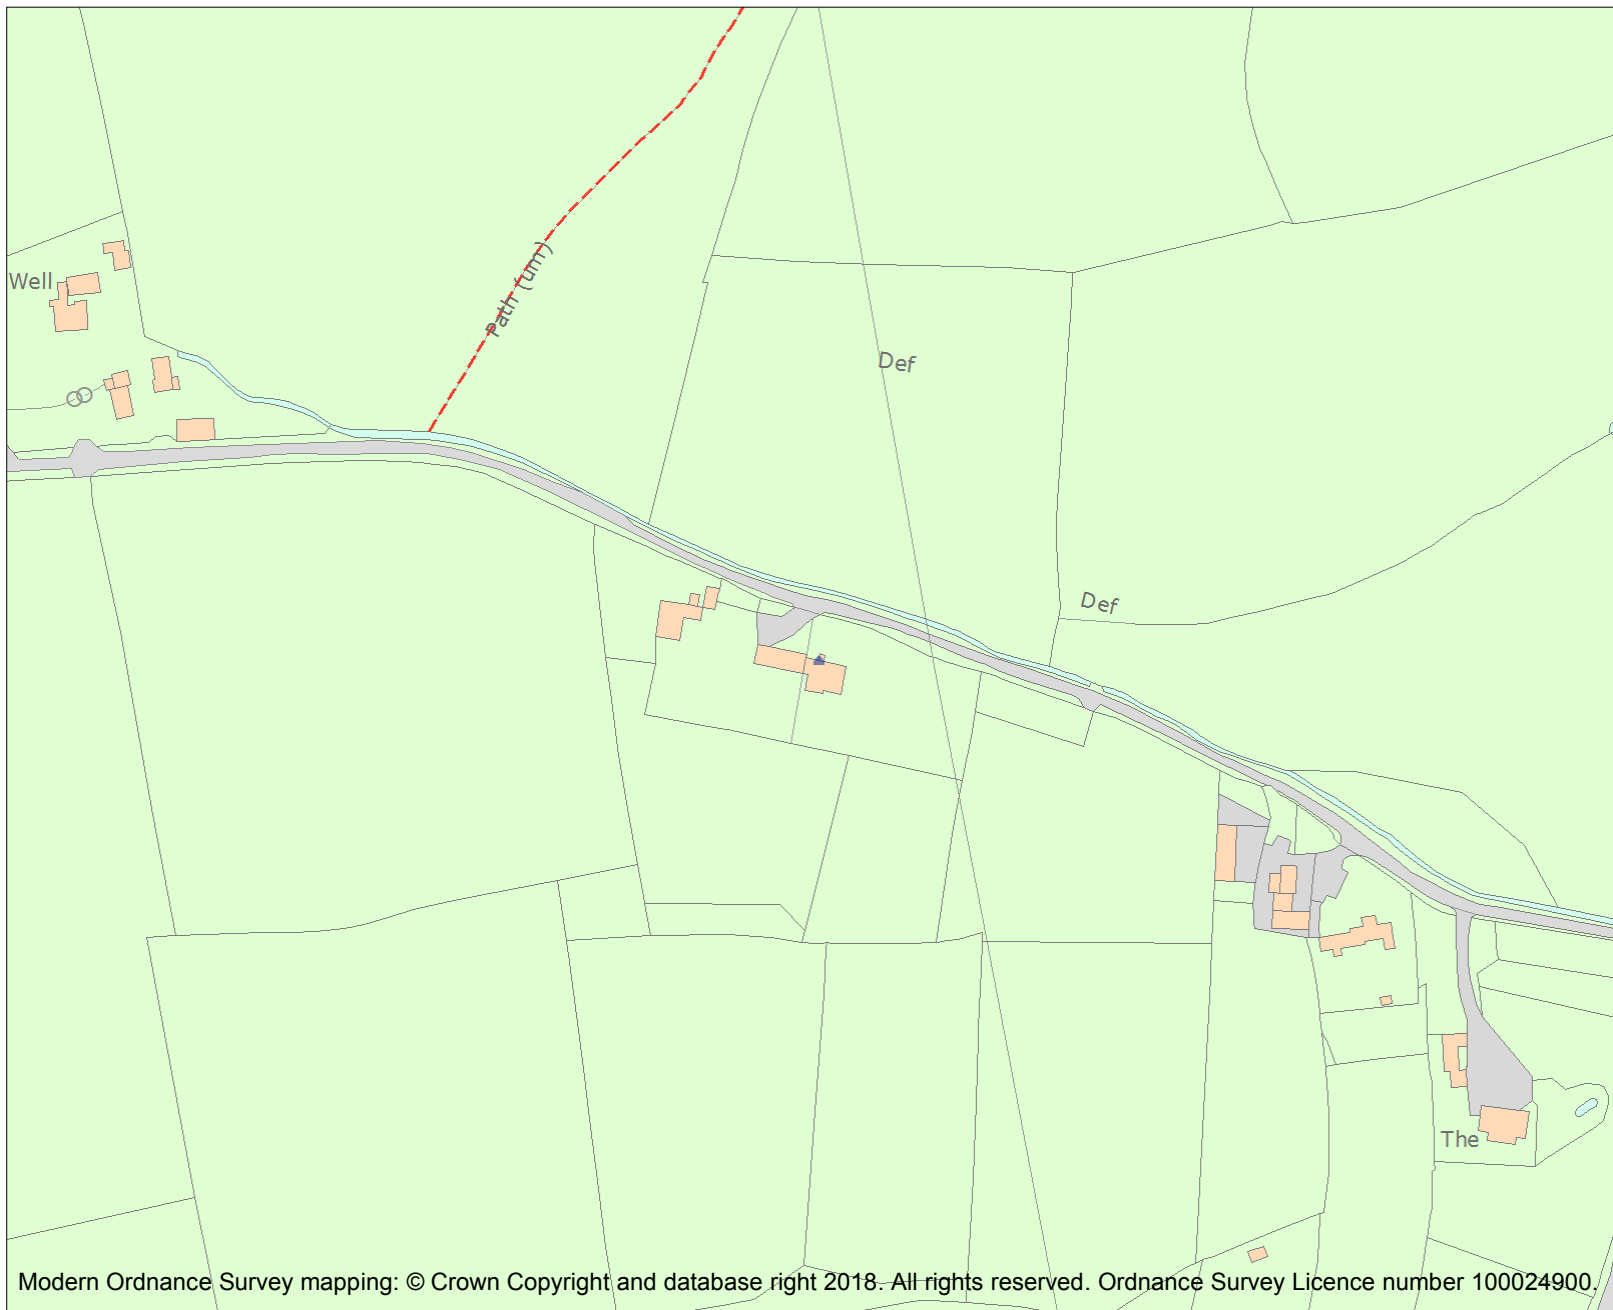 Path (um)
Well
Def
Def
The
Modern Ordnance Survey mapping: © Crown Copyright and database right 2018. All rights reserved. Ordnance Survey Licence number 100024900.